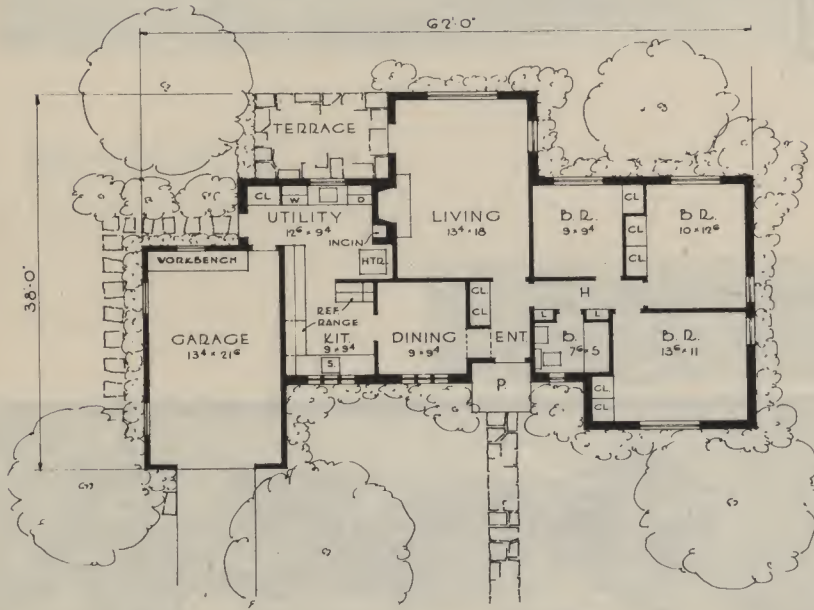 62'-0"
38'-0"
TERRACE
CL
W
D
UTILITY
12⁶ × 9⁴
INCIN
HTR.
LIVING
13⁴ × 18
B.R.
9 × 9⁴
CL
CL
CL
B.R.
10 × 12⁶
WORKBENCH
GARAGE
13⁴ × 21⁶
REF.
RANGE
KIT.
9 × 9⁴
S.
DINING
9 × 9⁴
CL
CL
ENT.
P.
H
L
L
B.
7⁶ × 5
B.R.
13⁶ × 11
CL
CL